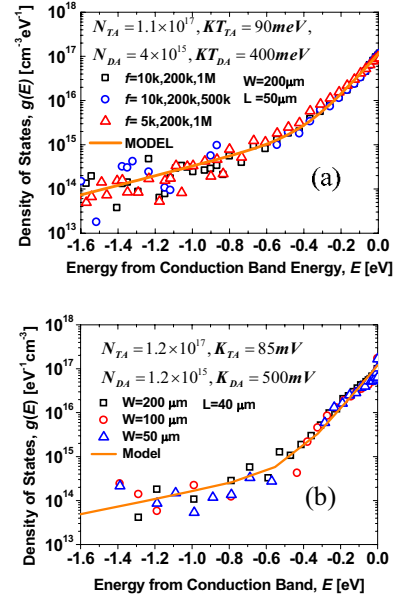 N_TA=1.1×10^17, KT_TA=90meV,
N_DA=4×10^15, KT_DA=400meV
f=10k,200k,1M
W=200μm
f= 10k,200k,500k
L =50μm
f= 5k,200k,1M
MODEL
(a)
Density of States, g(E) [cm^-3eV^-1]
10^18
10^17
10^16
10^15
10^14
10^13
-1.6 -1.4 -1.2 -1.0 -0.8 -0.6 -0.4 -0.2 0.0
Energy from Conduction Band Energy, E [eV]
N_TA=1.2×10^17, K_TA=85mV
N_DA=1.2×10^15, K_DA=500mV
W=200 μm L=40 μm
W=100 μm
W=50 μm
Model
(b)
Density of States, g(E) [eV^-1cm^-3]
10^18
10^17
10^16
10^15
10^14
10^13
-1.6 -1.4 -1.2 -1.0 -0.8 -0.6 -0.4 -0.2 0.0
Energy from Conduction Band, E [eV]